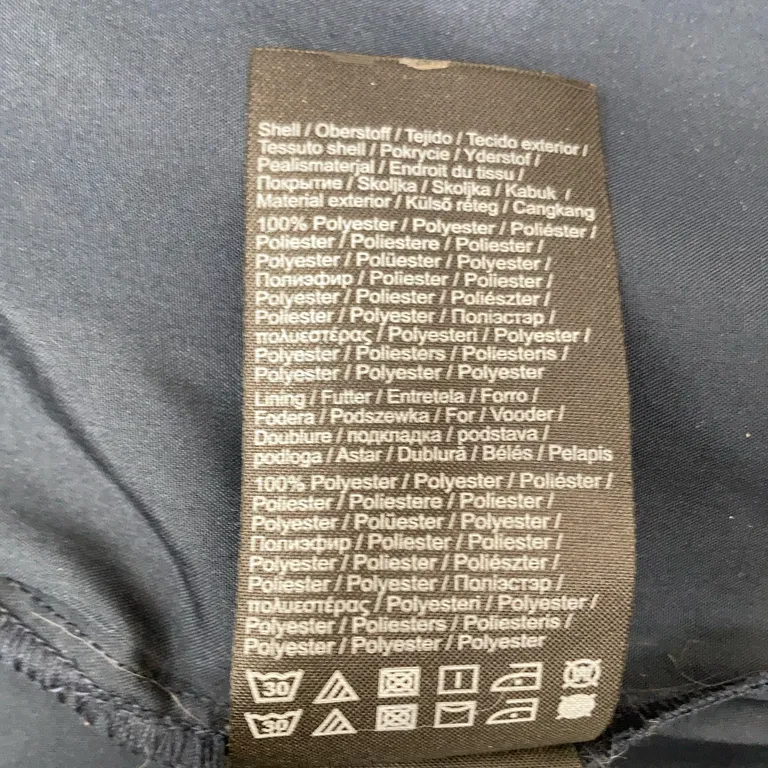 Shell / Oberstoff / Tejido / Tecido exterior /
Tessuto shell / Pokrycie / Yderstof /
Pealismaterjal / Endroit du tissu /
Покрытие / Skoljka / Skoljka / Kabuk /
Material exterior / Külső réteg / Cangkang
100% Polyester / Polyester / Poliéster /
Poliester / Poliestere / Poliester /
Polyester / Polüester / Polyester /
Полиэфир / Poliester / Poliester /
Polyester / Poliester / Poliészter /
Poliester / Polyester / Поліэстэр /
πολυεστέρας / Polyesteri / Polyester /
Polyester / Poliesters / Poliesteris /
Polyester / Polyester / Polyester
Lining / Futter / Entretela / Forro /
Fodera / Podszewka / For / Vooder /
Doublure / подкладка / podstava /
podloga / Astar / Dublură / Bélés / Pelapis
100% Polyester / Polyester / Poliéster /
Poliester / Poliestere / Poliester /
Polyester / Polüester / Polyester /
Полиэфир / Poliester / Poliester /
Polyester / Poliester / Poliészter /
Poliester / Polyester / Поліэстэр /
πολυεστέρας / Polyesteri / Polyester /
Polyester / Poliesters / Poliesteris /
Polyester / Polyester / Polyester
30 W
30